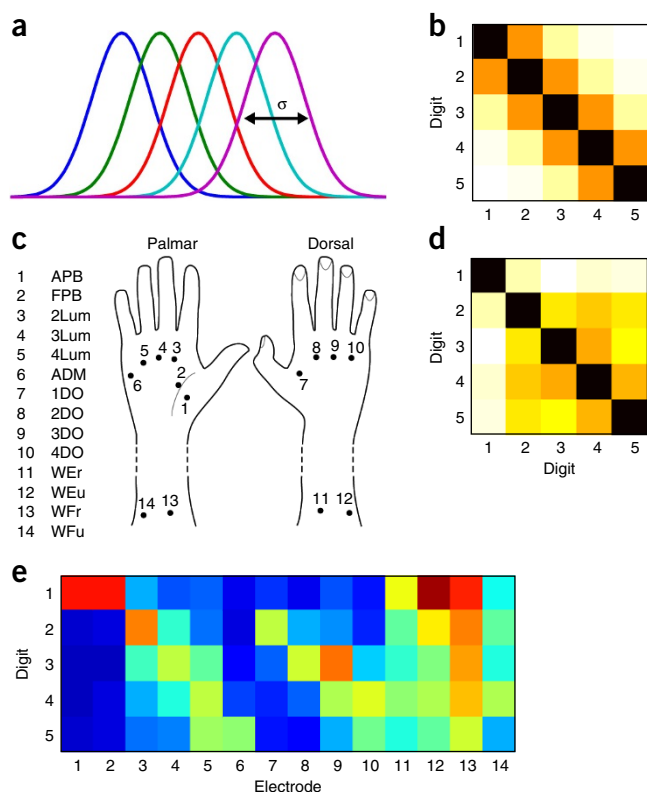 a
σ
b
Digit
1
2
3
4
5
1 2 3 4 5
c
Palmar
Dorsal
1 APB
2 FPB
3 2Lum
4 3Lum
5 4Lum
6 ADM
7 1DO
8 2DO
9 3DO
10 4DO
11 WEr
12 WEu
13 WFr
14 WFu
5 4 3
6 2
1
14 13
8 9 10
7
11 12
d
Digit
1
2
3
4
5
1 2 3 4 5
Digit
e
Digit
1
2
3
4
5
1 2 3 4 5 6 7 8 9 10 11 12 13 14
Electrode